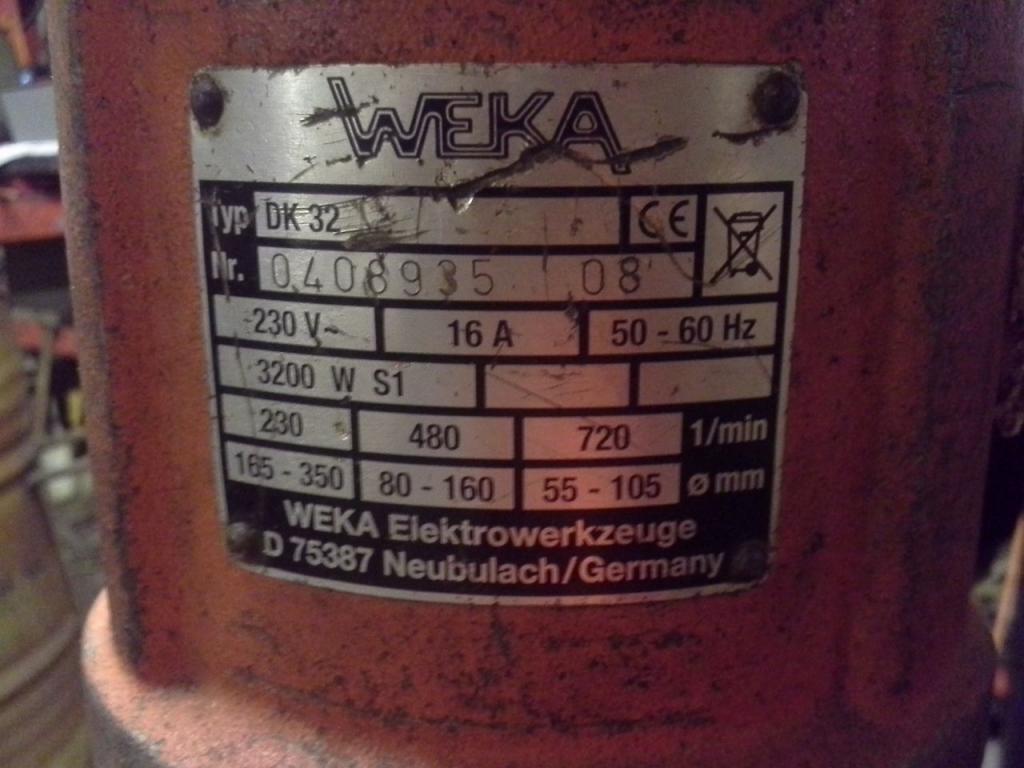 WEKA
Typ DK 32 CE
Nr. 0408935 08
230 V~ 16 A 50 - 60 Hz
3200 W S1
230 480 720 1/min
165 - 350 80 - 160 55 - 105 ø mm
WEKA Elektrowerkzeuge
D 75387 Neubulach/Germany